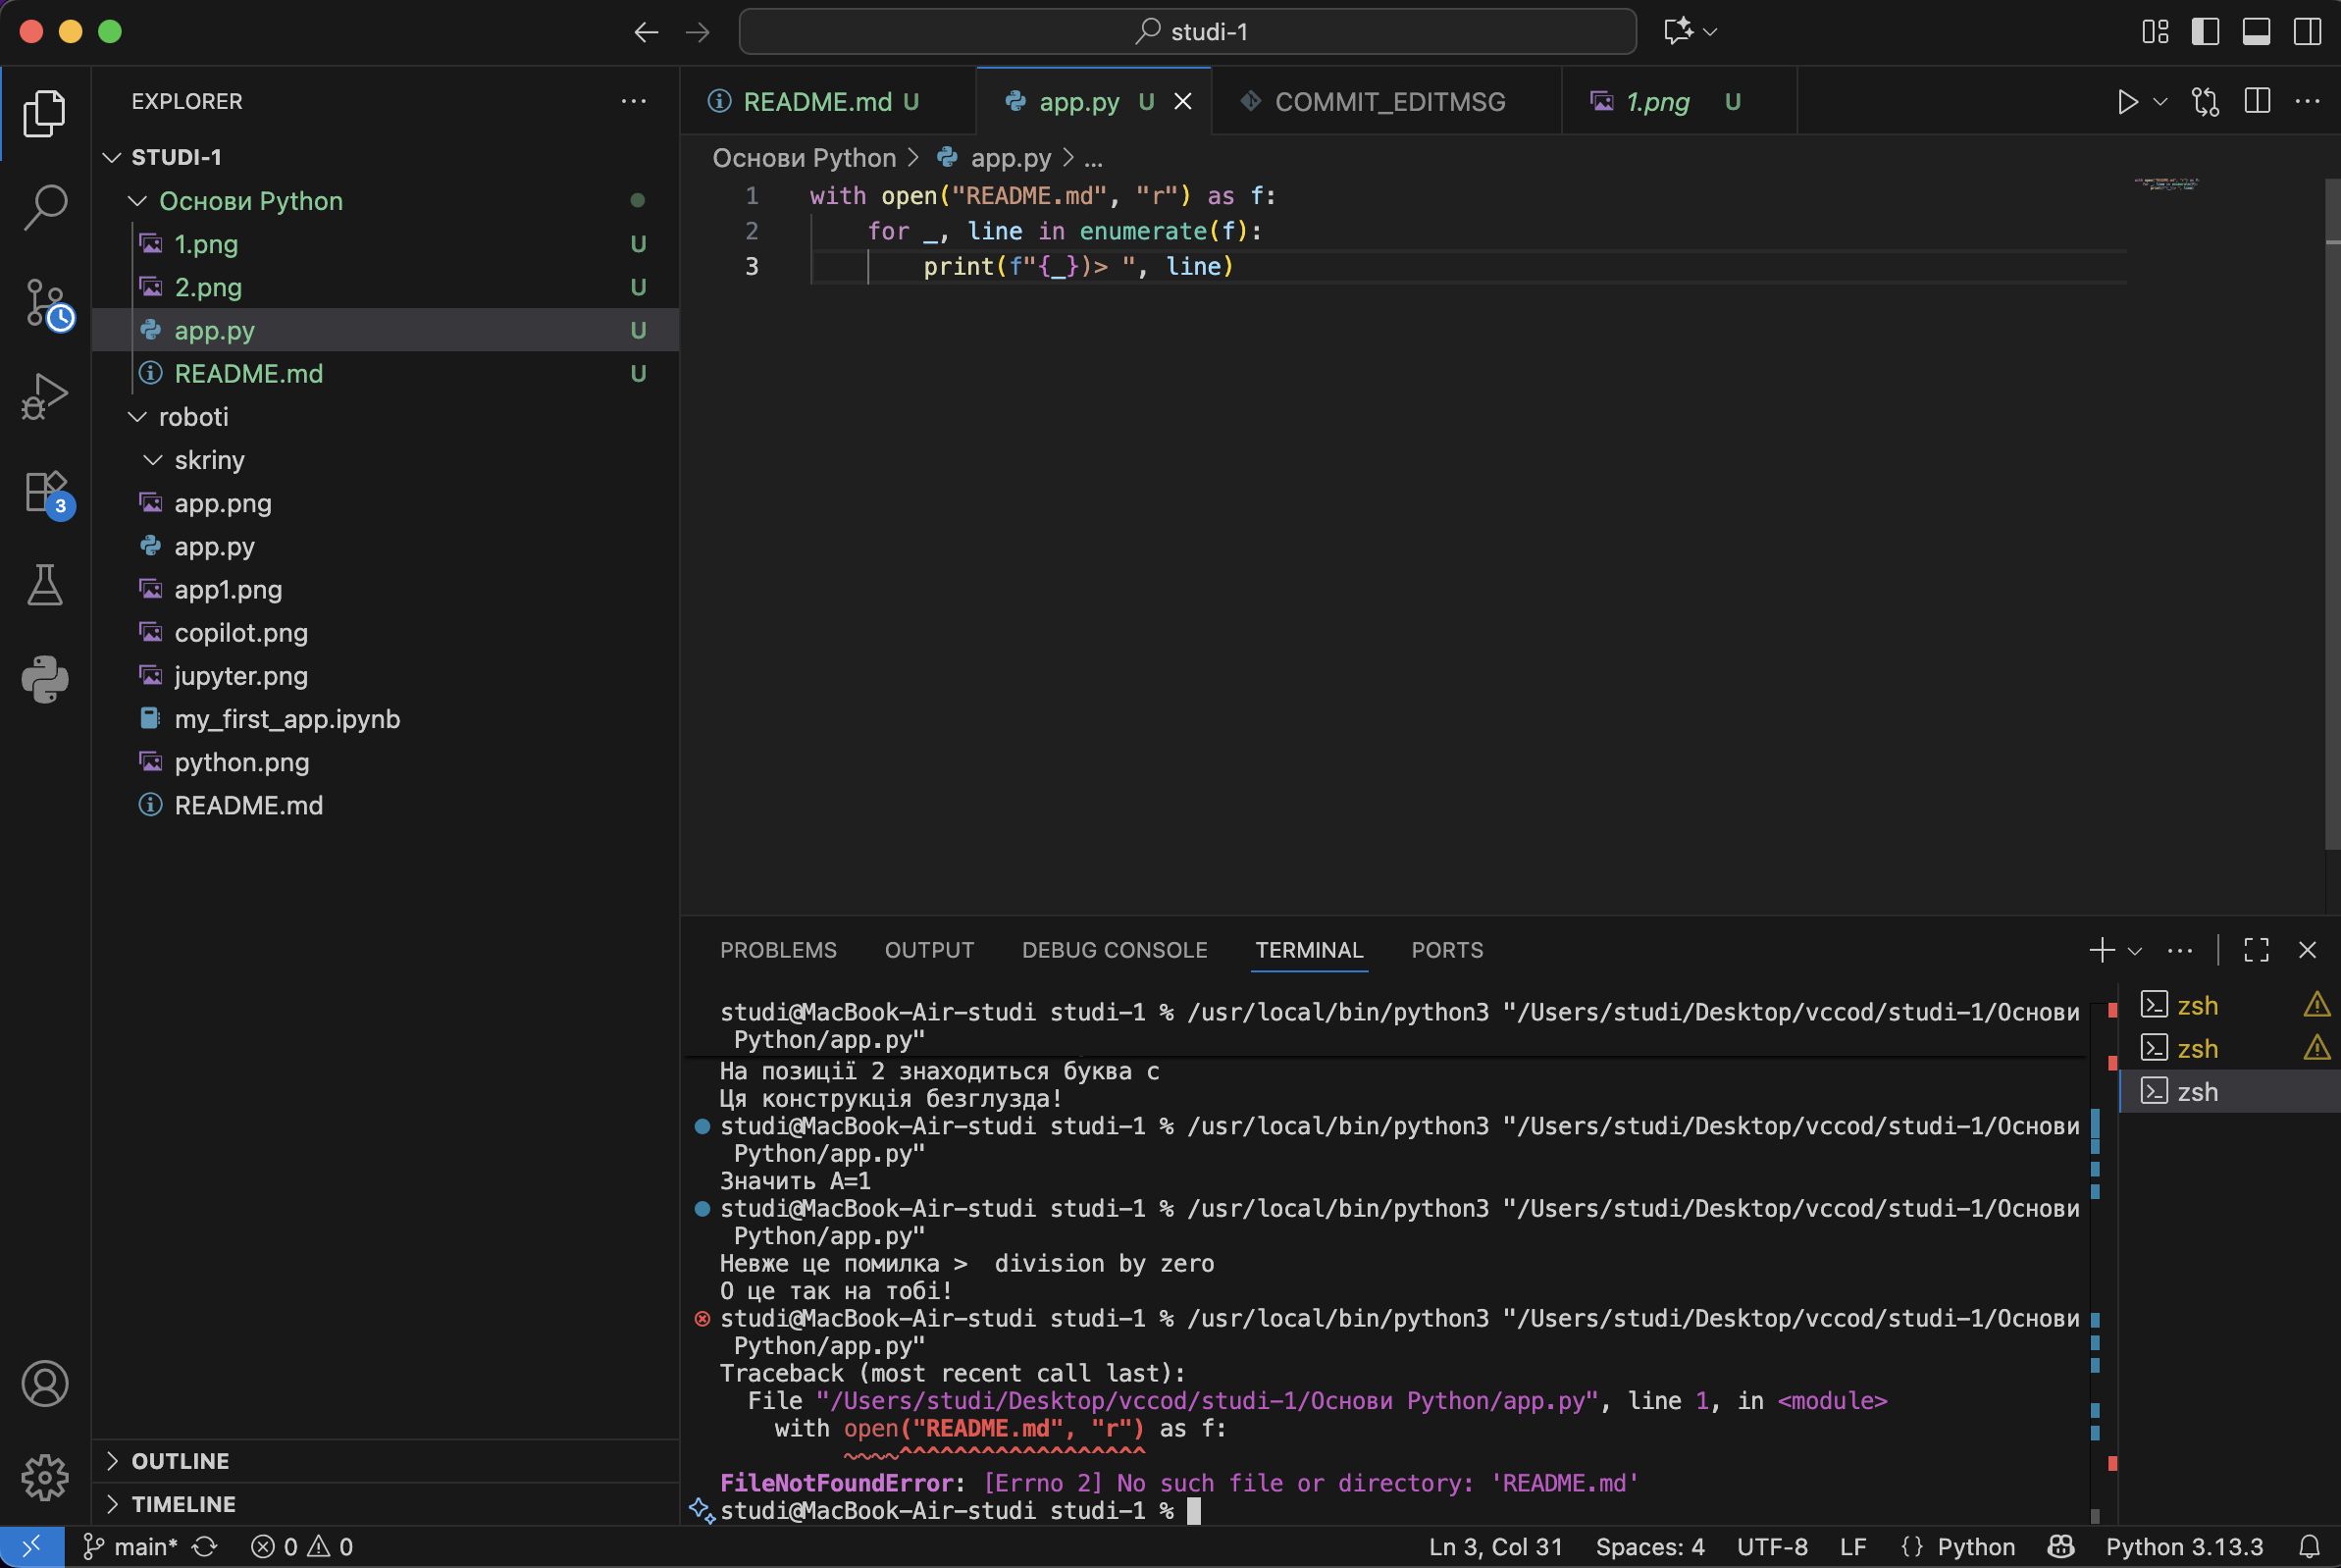 studi-1
EXPLORER
STUDI-1
Основи Python
1.png U
2.png U
app.py U
README.md U
roboti
skriny
app.png
app.py
app1.png
copilot.png
jupyter.png
my_first_app.ipynb
python.png
README.md
OUTLINE
TIMELINE
3
README.md U
app.py U
COMMIT_EDITMSG
1.png U
Основи Python > app.py > ...
1 with open("README.md", "r") as f:
2 for _, line in enumerate(f):
3 print(f"{_})> ", line)
PROBLEMS OUTPUT DEBUG CONSOLE TERMINAL PORTS
studi@MacBook-Air-studi studi-1 % /usr/local/bin/python3 "/Users/studi/Desktop/vccod/studi-1/Основи
Python/app.py"
На позиції 2 знаходиться буква с
Ця конструкція безглузда!
studi@MacBook-Air-studi studi-1 % /usr/local/bin/python3 "/Users/studi/Desktop/vccod/studi-1/Основи
Python/app.py"
Значить А=1
studi@MacBook-Air-studi studi-1 % /usr/local/bin/python3 "/Users/studi/Desktop/vccod/studi-1/Основи
Python/app.py"
Невже це помилка > division by zero
О це так на тобі!
studi@MacBook-Air-studi studi-1 % /usr/local/bin/python3 "/Users/studi/Desktop/vccod/studi-1/Основи
Python/app.py"
Traceback (most recent call last):
File "/Users/studi/Desktop/vccod/studi-1/Основи Python/app.py", line 1, in <module>
with open("README.md", "r") as f:
~~~~^^^^^^^^^^^^^^^^^^
FileNotFoundError: [Errno 2] No such file or directory: 'README.md'
studi@MacBook-Air-studi studi-1 %
zsh
zsh
zsh
main* 0 0
Ln 3, Col 31 Spaces: 4 UTF-8 LF {} Python Python 3.13.3